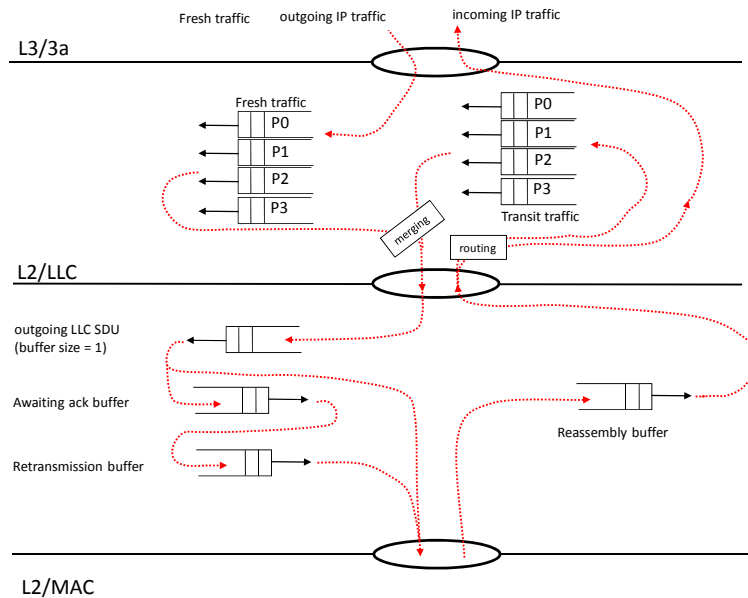 Fresh traffic
outgoing IP traffic
incoming IP traffic
L3/3a
Fresh traffic
P0
P1
P2
P3
P0
P1
P2
P3
Transit traffic
merging
routing
L2/LLC
outgoing LLC SDU
(buffer size = 1)
Awaiting ack buffer
Reassembly buffer
Retransmission buffer
L2/MAC